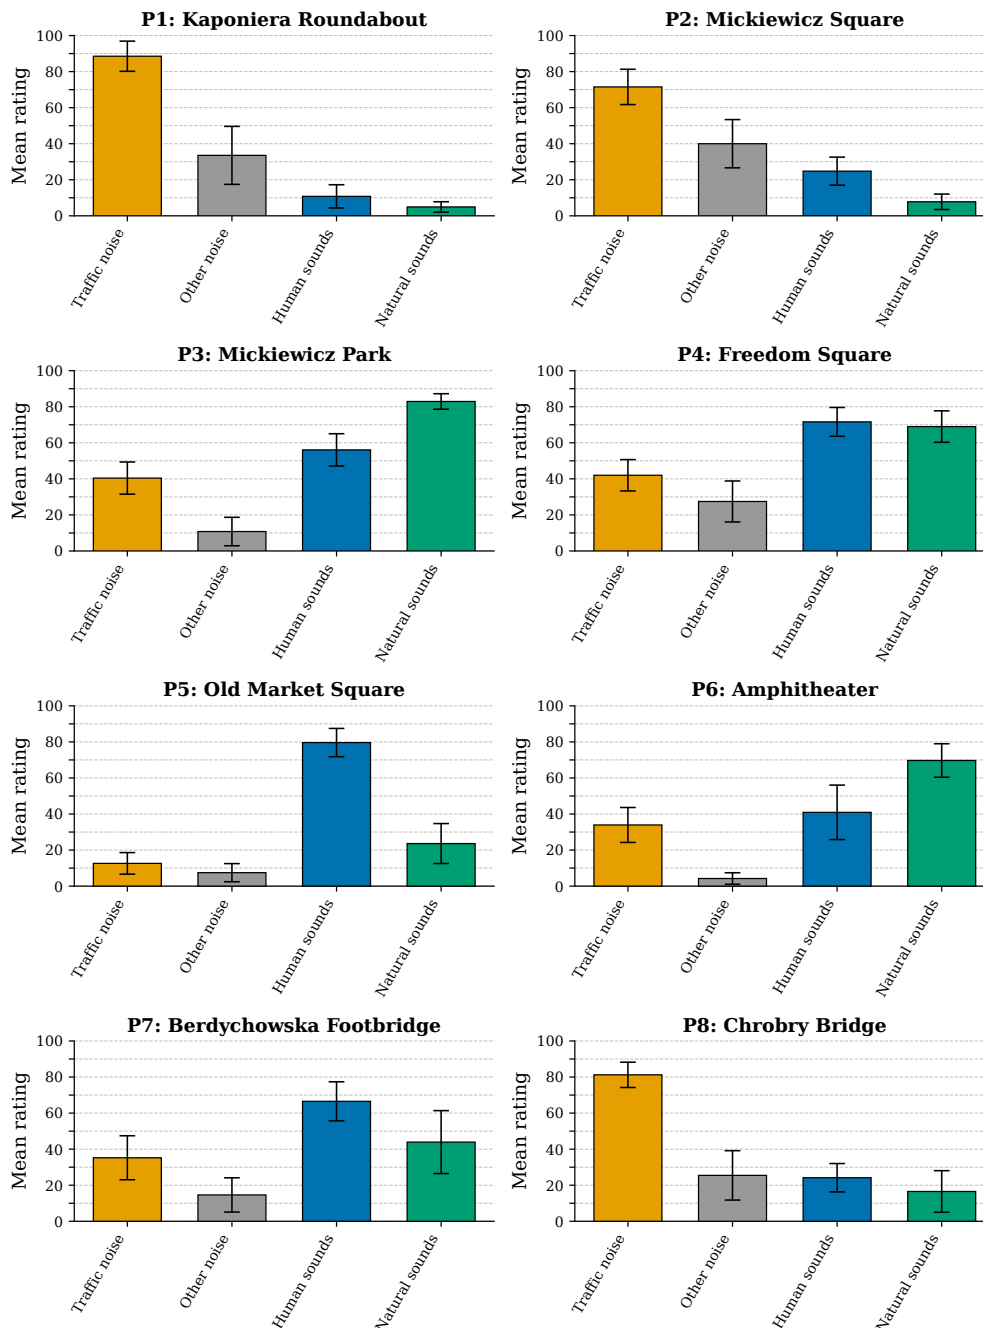 P1: Kaponiera Roundabout
Mean rating
100
80
60
40
20
0
Traffic noise
Other noise
Human sounds
Natural sounds
P2: Mickiewicz Square
Mean rating
100
80
60
40
20
0
Traffic noise
Other noise
Human sounds
Natural sounds
P3: Mickiewicz Park
Mean rating
100
80
60
40
20
0
Traffic noise
Other noise
Human sounds
Natural sounds
P4: Freedom Square
Mean rating
100
80
60
40
20
0
Traffic noise
Other noise
Human sounds
Natural sounds
P5: Old Market Square
Mean rating
100
80
60
40
20
0
Traffic noise
Other noise
Human sounds
Natural sounds
P6: Amphitheater
Mean rating
100
80
60
40
20
0
Traffic noise
Other noise
Human sounds
Natural sounds
P7: Berdychowska Footbridge
Mean rating
100
80
60
40
20
0
Traffic noise
Other noise
Human sounds
Natural sounds
P8: Chrobry Bridge
Mean rating
100
80
60
40
20
0
Traffic noise
Other noise
Human sounds
Natural sounds